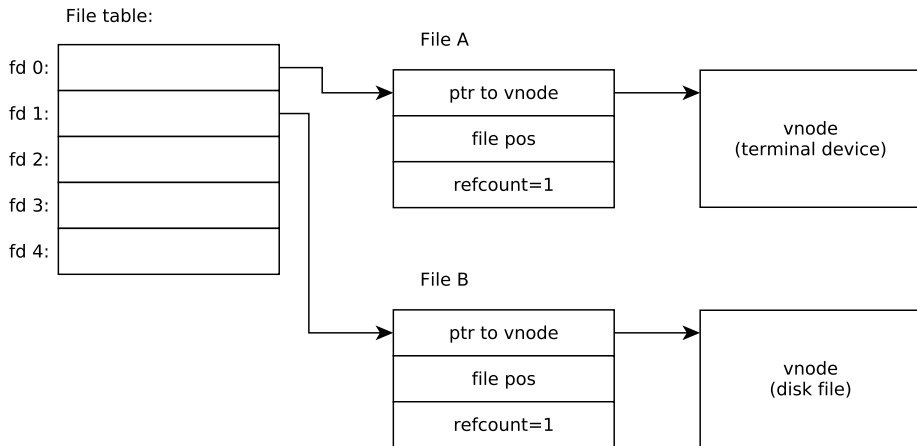 File table:
fd 0:
fd 1:
fd 2:
fd 3:
fd 4:
File A
ptr to vnode
file pos
refcount=1
vnode
(terminal device)
File B
ptr to vnode
file pos
refcount=1
vnode
(disk file)